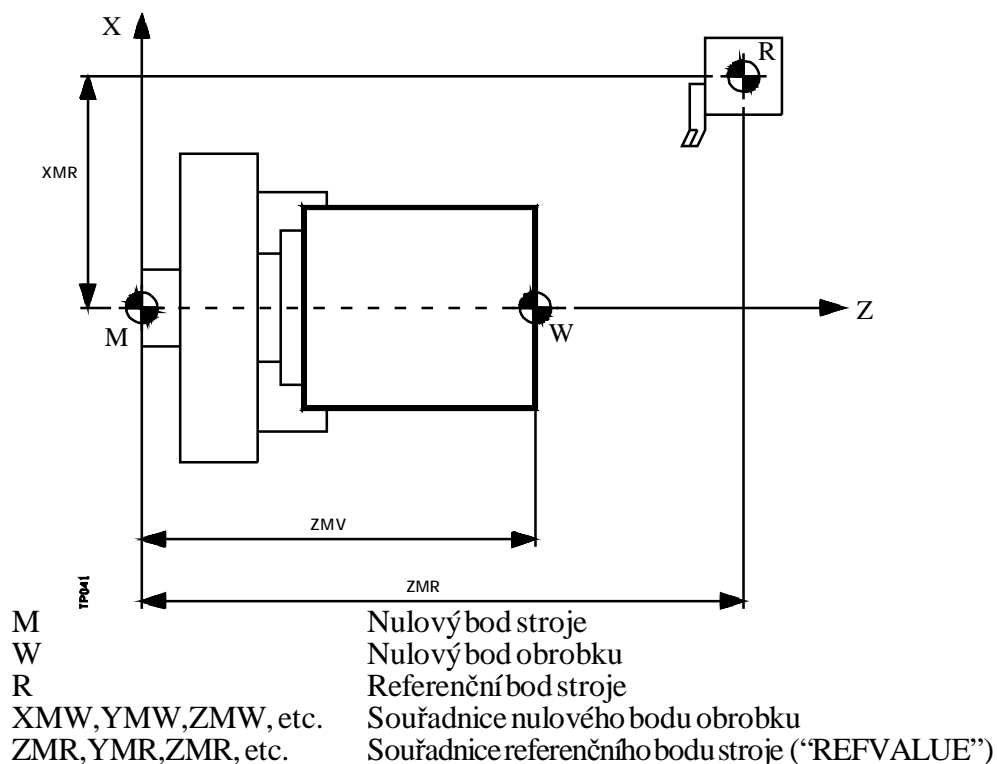 X
R
XMR
M
W
Z
ZMV
ZMR
TP041
M Nulový bod stroje
W Nulový bod obrobku
R Referenční bod stroje
XMW,YMW,ZMW, etc. Souřadnice nulového bodu obrobku
ZMR,YMR,ZMR, etc. Souřadnice referenčního bodu stroje (“REFVALUE”)